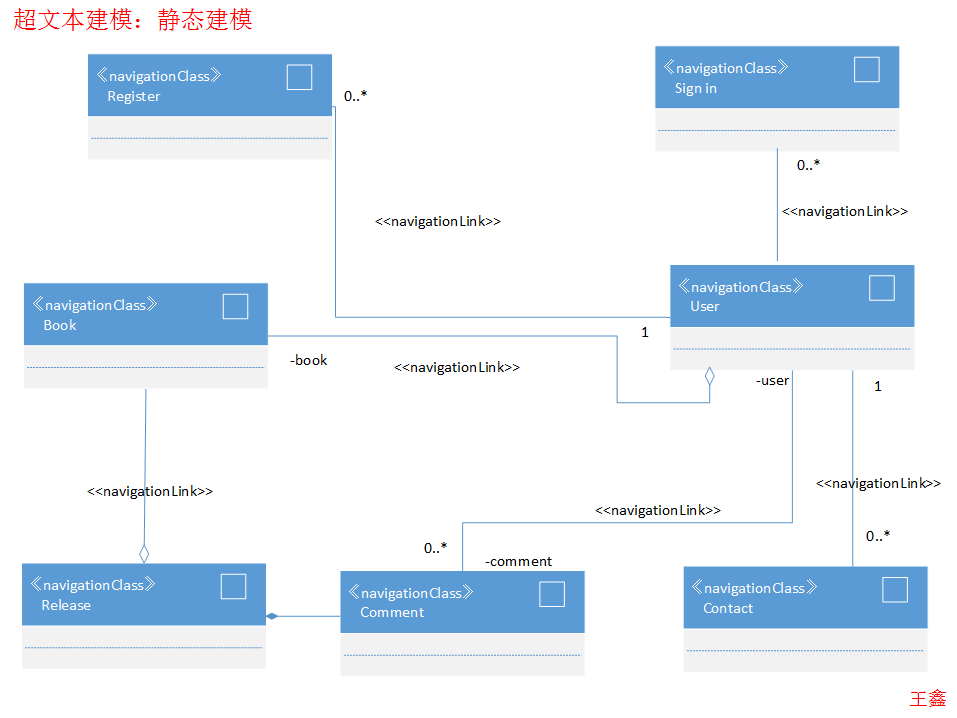 超文本建模：静态建模
《navigationClass》
Register
0..*
《navigationClass》
Sign in
0..*
<<navigationLink>>
<<navigationLink>>
《navigationClass》
User
1
《navigationClass》
Book
-book
<<navigationLink>>
-user
1
<<navigationLink>>
<<navigationLink>>
<<navigationLink>>
0..*
-comment
0..*
《navigationClass》
Release
《navigationClass》
Comment
《navigationClass》
Contact
王鑫